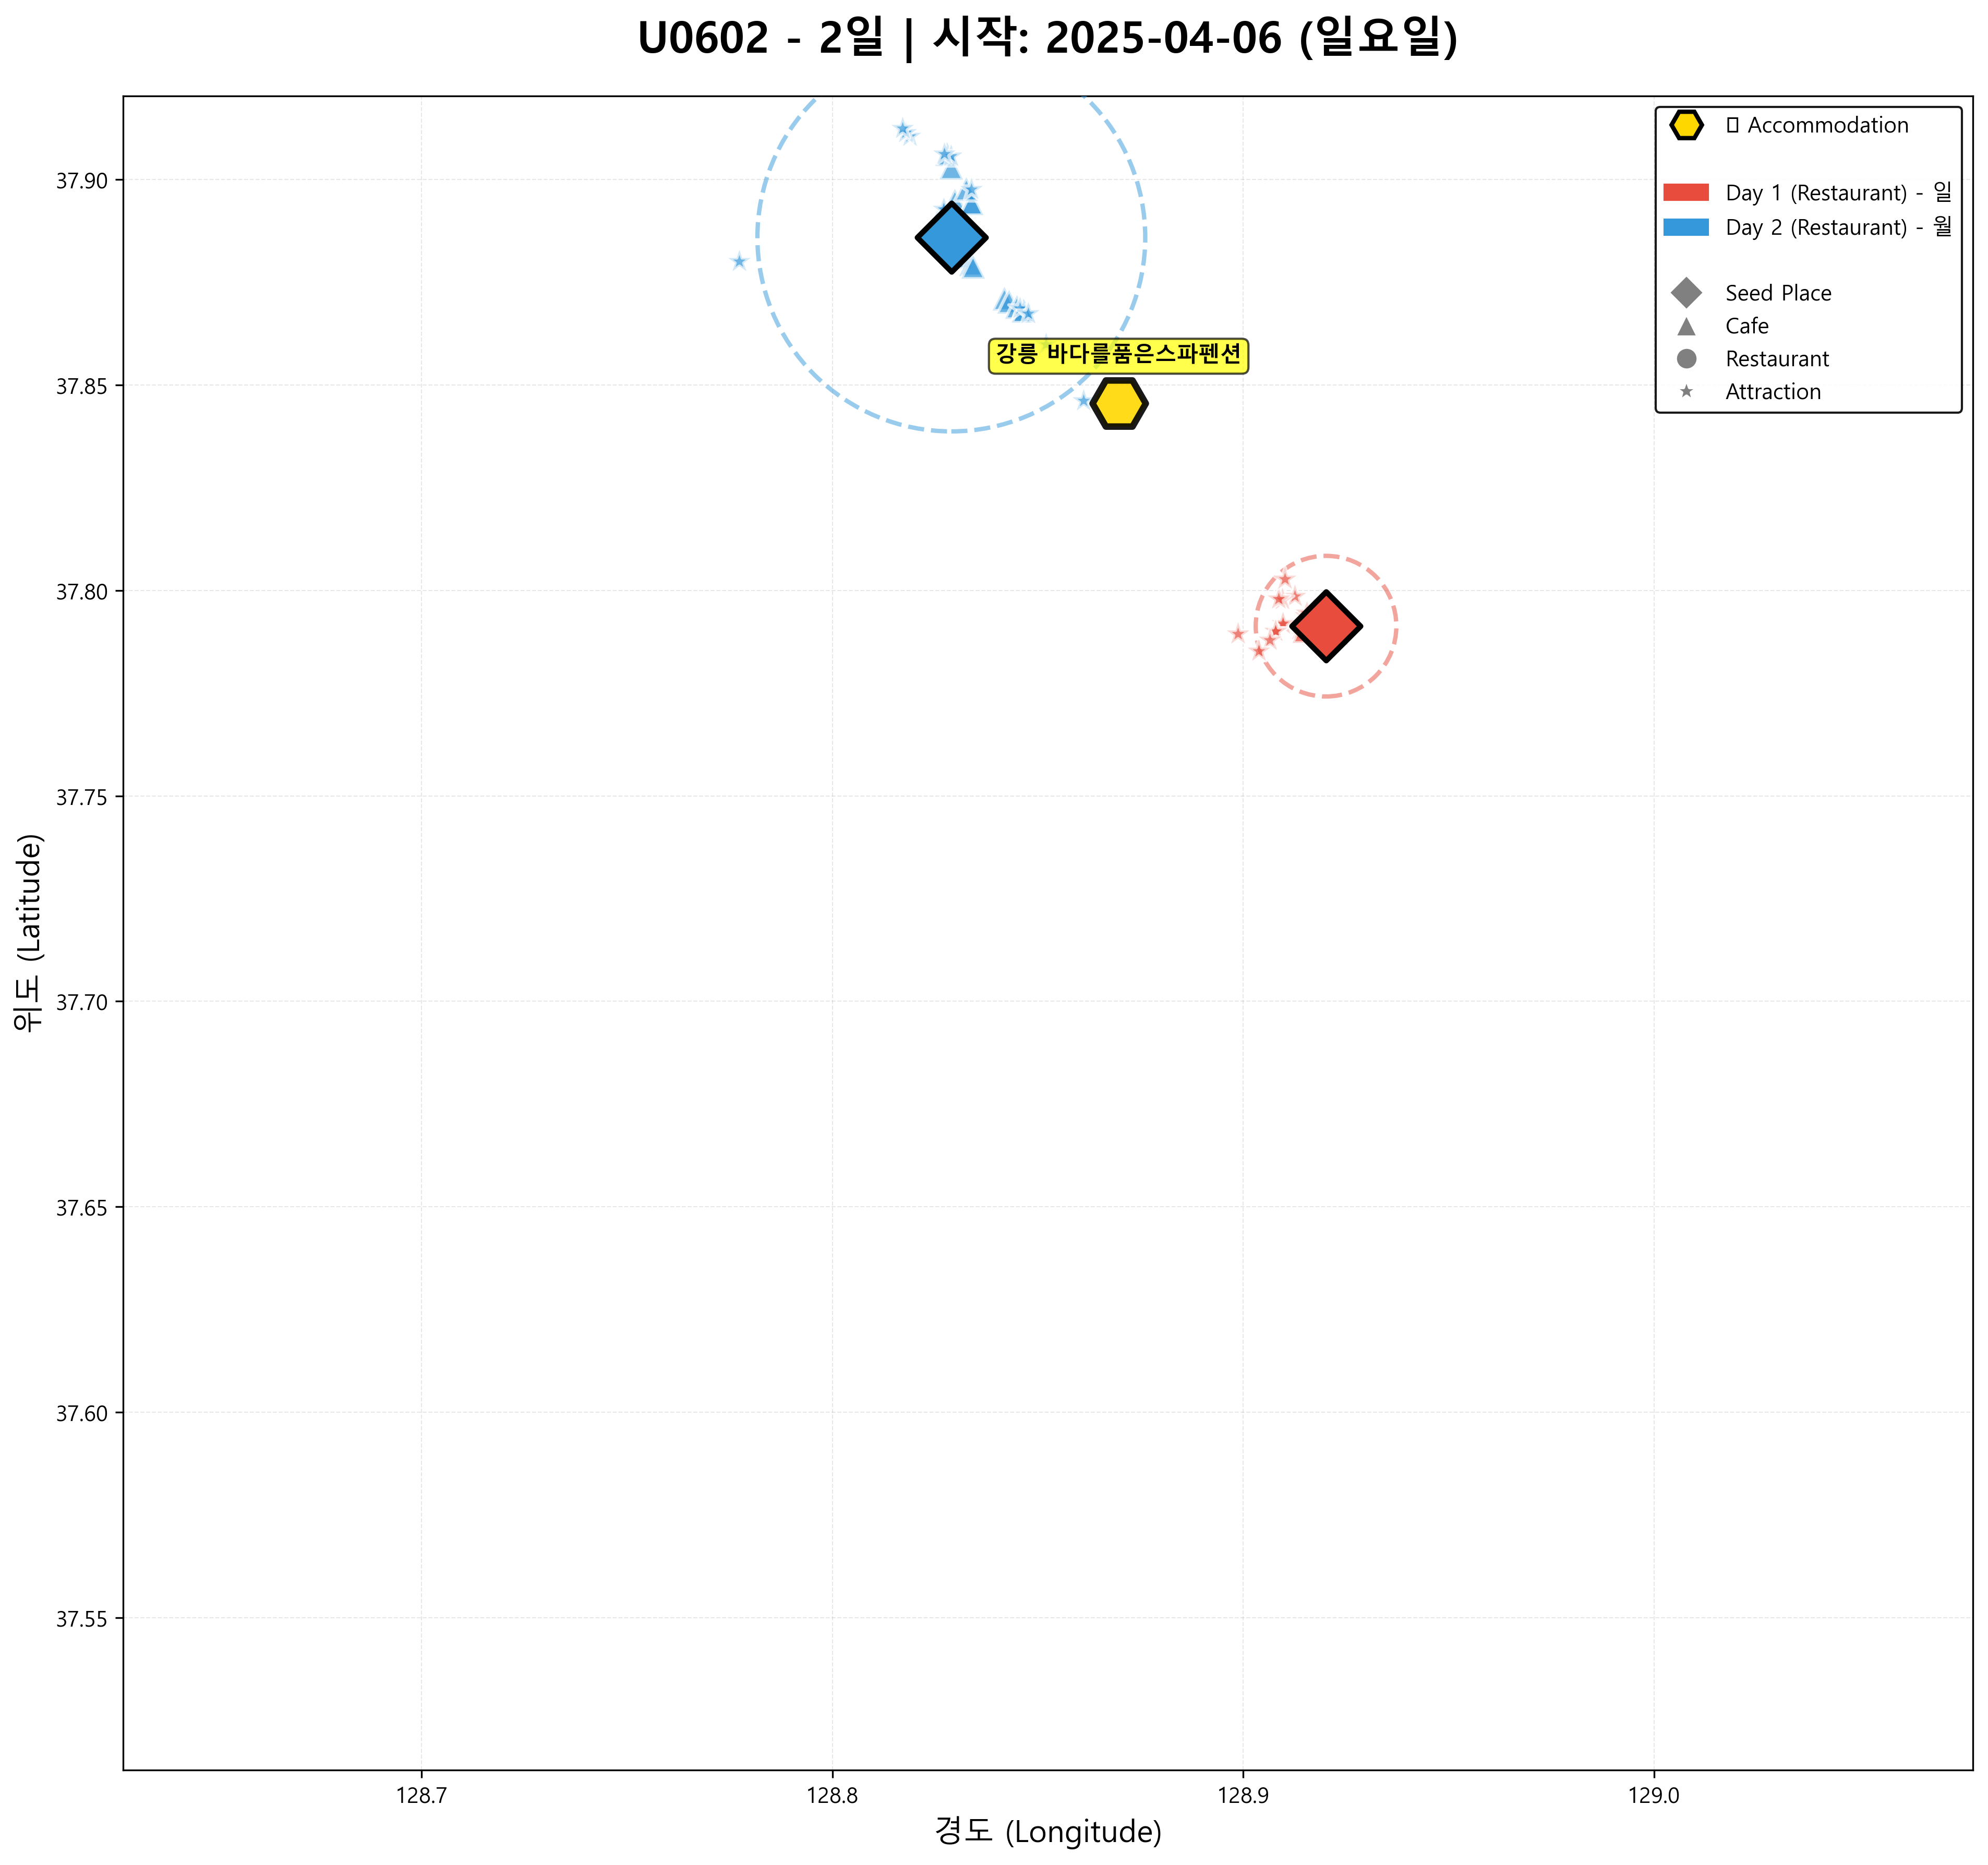 U0602 - 2일 | 시작: 2025-04-06 (일요일)
Accommodation
Day 1 (Restaurant) - 일
Day 2 (Restaurant) - 월
Seed Place
Cafe
Restaurant
Attraction
강릉 바다를품은스파펜션
37.90
37.85
37.80
37.75
37.70
37.65
37.60
37.55
위도 (Latitude)
128.7
128.8
128.9
129.0
경도 (Longitude)